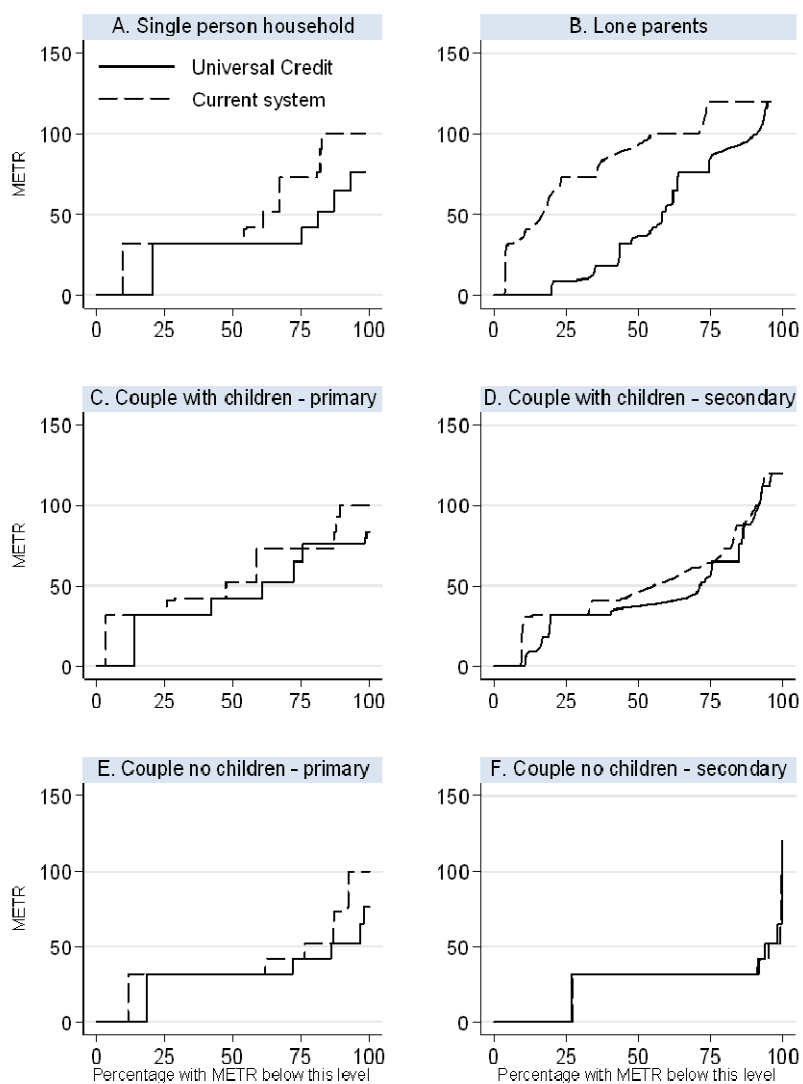 A. Single person household
B. Lone parents
Universal Credit
Current system
150
100
50
0
METR
0 25 50 75 100
150
100
50
0
0 25 50 75 100
C. Couple with children - primary
D. Couple with children - secondary
150
100
50
0
METR
0 25 50 75 100
150
100
50
0
0 25 50 75 100
E. Couple no children - primary
F. Couple no children - secondary
150
100
50
0
METR
0 25 50 75 100
Percentage with METR below this level
150
100
50
0
0 25 50 75 100
Percentage with METR below this level